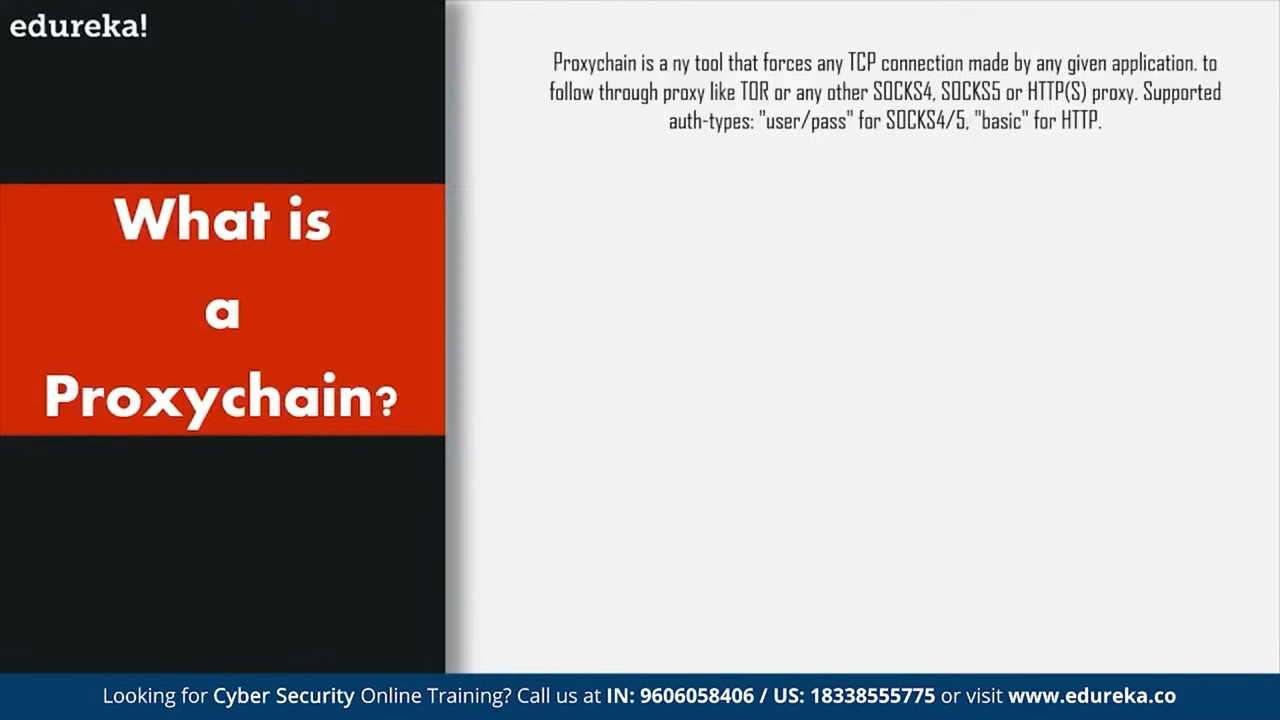 edureka!
Proxychain is a ny tool that forces any TCP connection made by any given application. to
follow through proxy like TOR or any other SOCKS4, SOCKS5 or HTTP(S) proxy. Supported
auth-types: "user/pass" for SOCKS4/5, "basic" for HTTP.
What is
a
Proxychain?
Looking for Cyber Security Online Training? Call us at IN: 9606058406 / US: 18338555775 or visit www.edureka.co